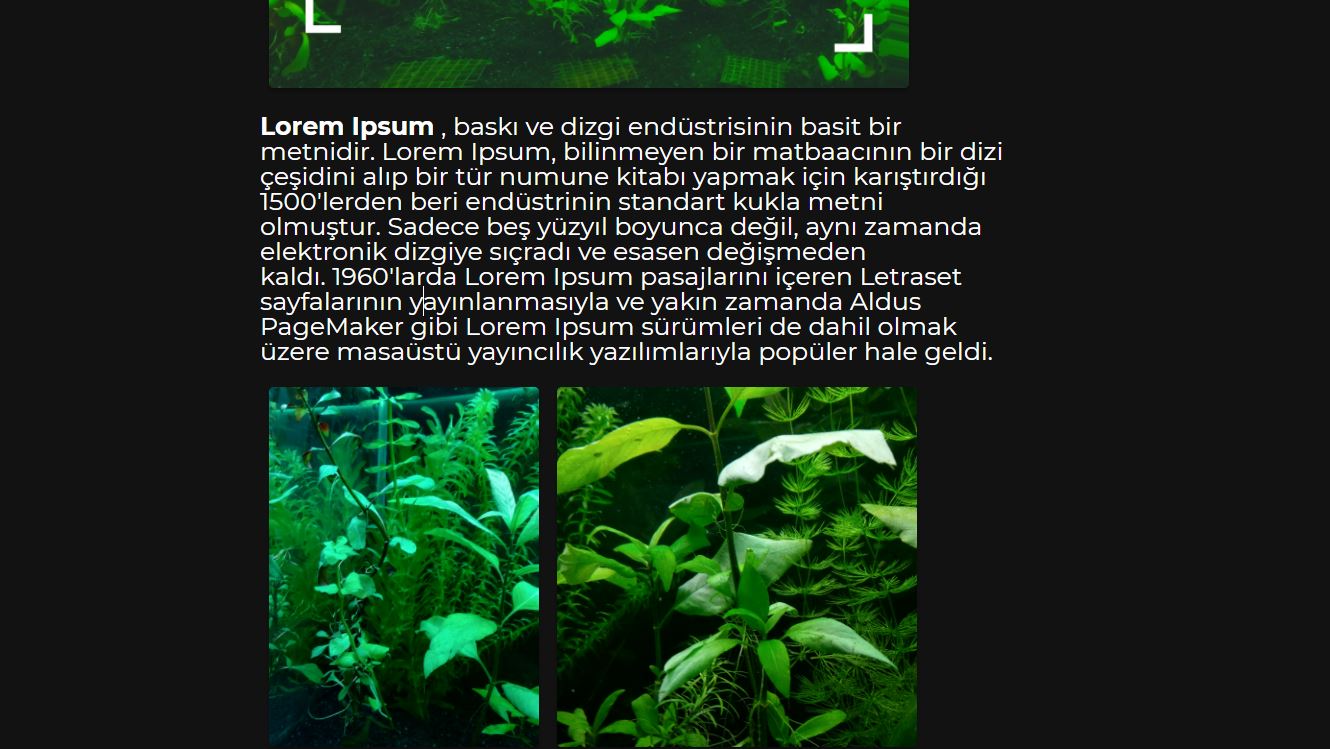 Lorem Ipsum , baskı ve dizgi endüstrisinin basit bir
metnidir. Lorem Ipsum, bilinmeyen bir matbaacının bir dizi
çeşidini alıp bir tür numune kitabı yapmak için karıştırdığı
1500'lerden beri endüstrinin standart kukla metni
olmuştur. Sadece beş yüzyıl boyunca değil, aynı zamanda
elektronik dizgiye sıçradı ve esasen değişmeden
kaldı. 1960'larda Lorem Ipsum pasajlarını içeren Letraset
sayfalarının yayınlanmasıyla ve yakın zamanda Aldus
PageMaker gibi Lorem Ipsum sürümleri de dahil olmak
üzere masaüstü yayıncılık yazılımlarıyla popüler hale geldi.